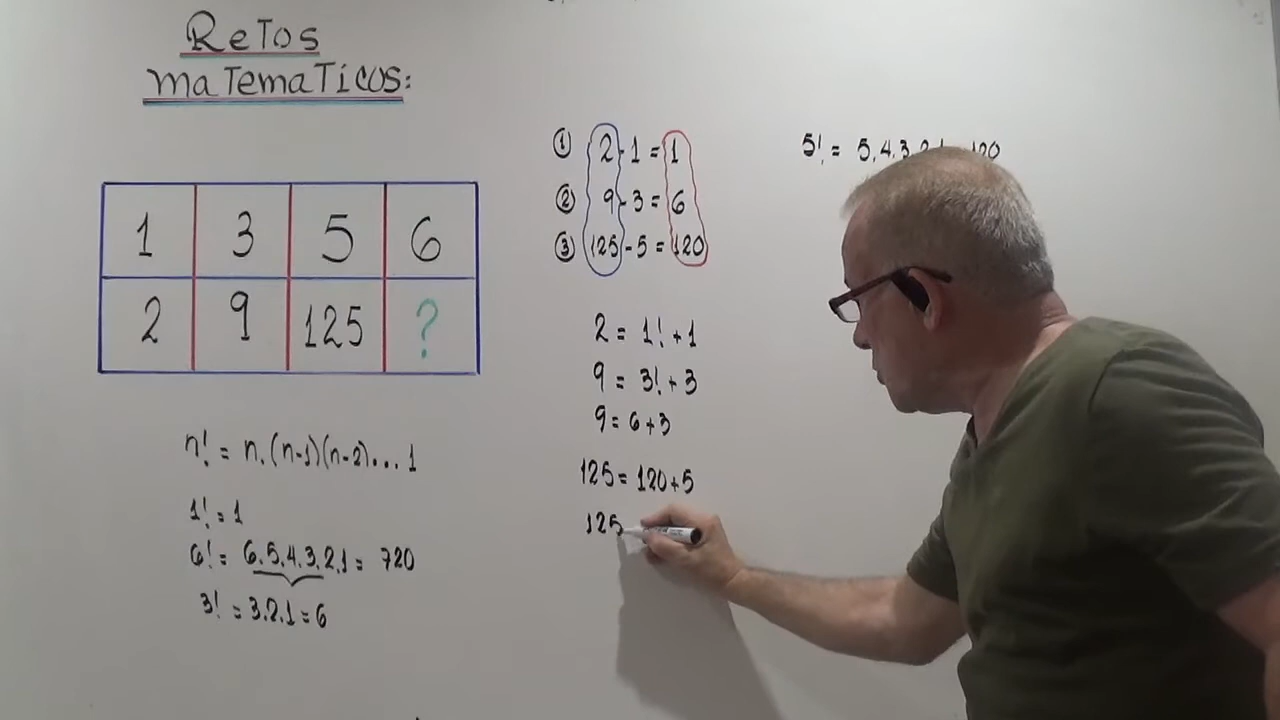 ReTos
maTemaTicos:
1 3 5 6
2 9 125 ?
n! = n.(n-1)(n-2)...1
1! = 1
6! = 6.5.4.3.2.1 = 720
3! = 3.2.1 = 6
① 2 - 1 = 1
② 9 - 3 = 6
③ 125 - 5 = 120
2 = 1! + 1
9 = 3! + 3
9 = 6 + 3
125 = 120 + 5
125
5! = 5.4.3.2.1 = 120